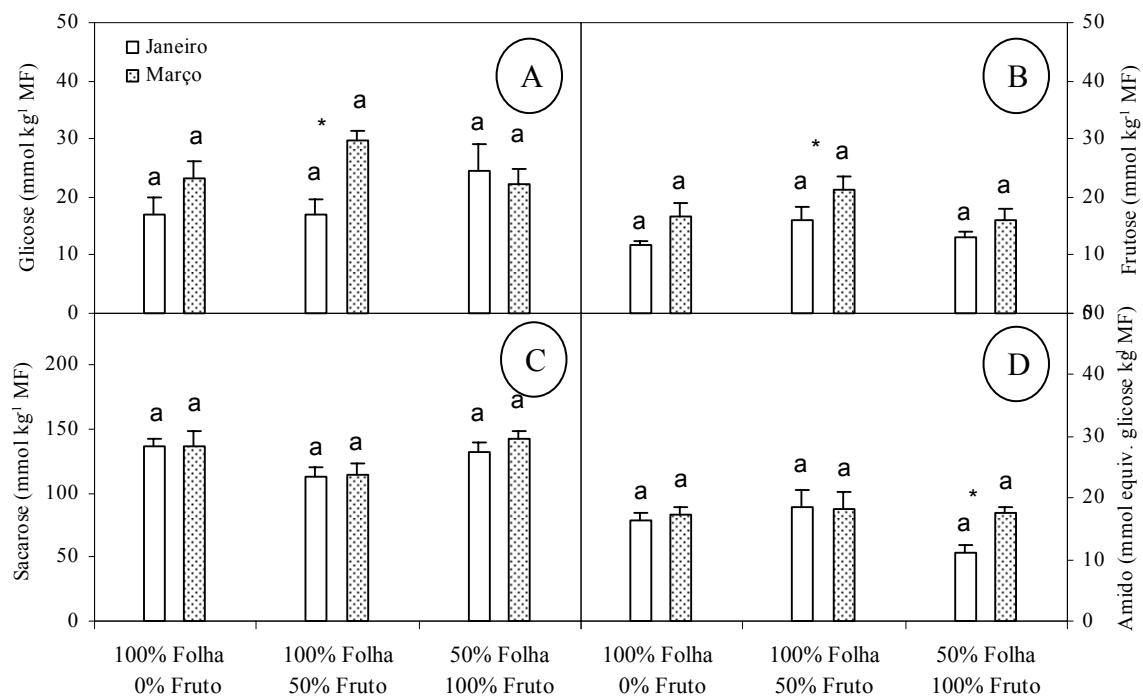 50
40
30
20
10
0
Glicose (mmol kg⁻¹ MF)
Janeiro
Março
A
a
a
*
a
a
a
a
50
40
30
20
10
Frutose (mmol kg⁻¹ MF)
B
a
a
*
a
a
a
a
200
150
100
50
0
Sacarose (mmol kg⁻¹ MF)
C
a
a
a
a
a
a
50
40
30
20
10
0
Amido (mmol equiv. glicose kg⁻¹ MF)
D
a
a
a
a
*
a
a
100% Folha
0% Fruto
100% Folha
50% Fruto
50% Folha
100% Fruto
100% Folha
0% Fruto
100% Folha
50% Fruto
50% Folha
100% Fruto